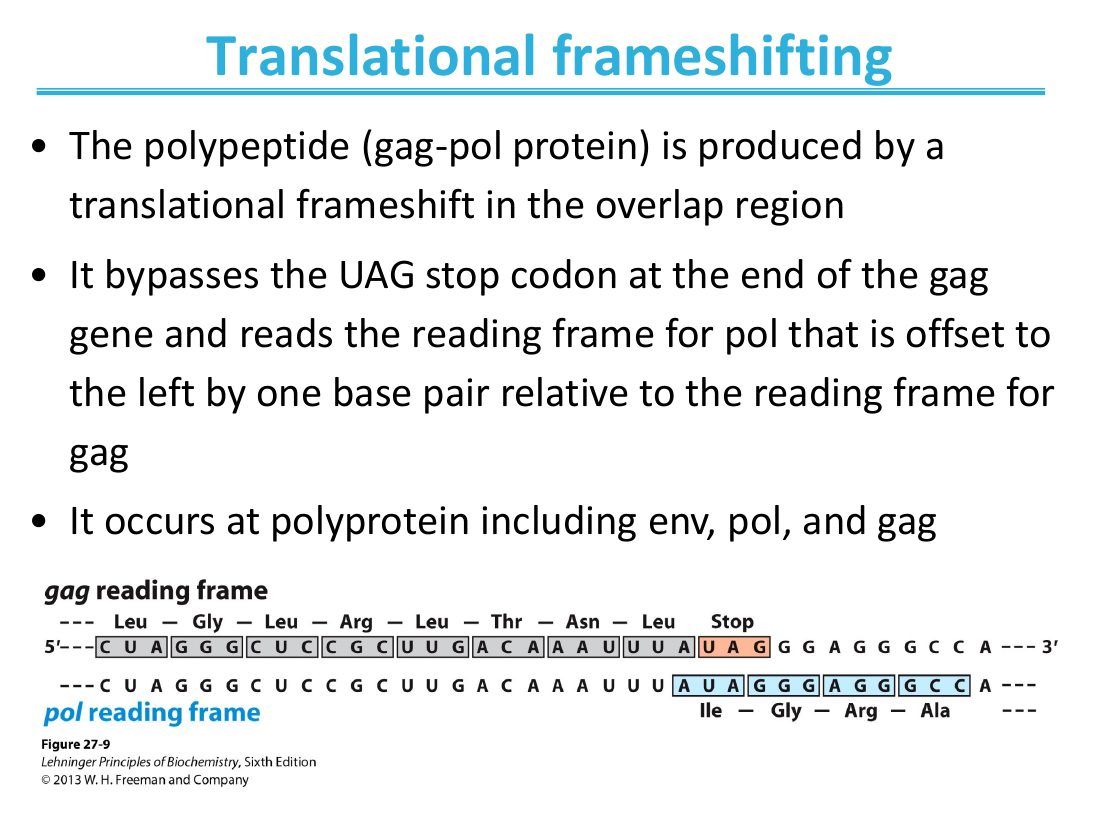 Translational frameshifting
• The polypeptide (gag-pol protein) is produced by a
translational frameshift in the overlap region
• It bypasses the UAG stop codon at the end of the gag
gene and reads the reading frame for pol that is offset to
the left by one base pair relative to the reading frame for
gag
• It occurs at polyprotein including env, pol, and gag
gag reading frame
--- Leu — Gly — Leu — Arg — Leu — Thr — Asn — Leu Stop
5′--- C U A G G G C U C C G C U U G A C A A A U U U A U A G G G A G G G C C A --- 3′
--- C U A G G G C U C C G C U U G A C A A A U U U A U A G G G A G G G C C A ---
pol reading frame Ile — Gly — Arg — Ala ---
Figure 27-9
Lehninger Principles of Biochemistry, Sixth Edition
© 2013 W. H. Freeman and Company